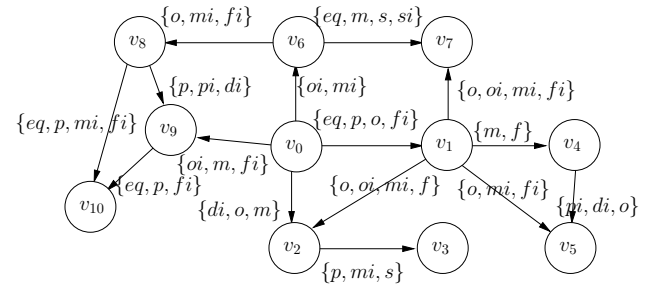 {o, mi, fi}
{eq, m, s, si}
v8
v6
v7
{p, pi, di}
{oi, mi}
{o, oi, mi, fi}
{eq, p, mi, fi}
v9
{eq, p, o, fi}
{m, f}
v0
v1
v4
{oi, m, fi}
{eq, p, fi}
{o, oi, mi, f}
{o, mi, fi}
v10
{di, o, m}
{pi, di, o}
v2
v3
v5
{p, mi, s}